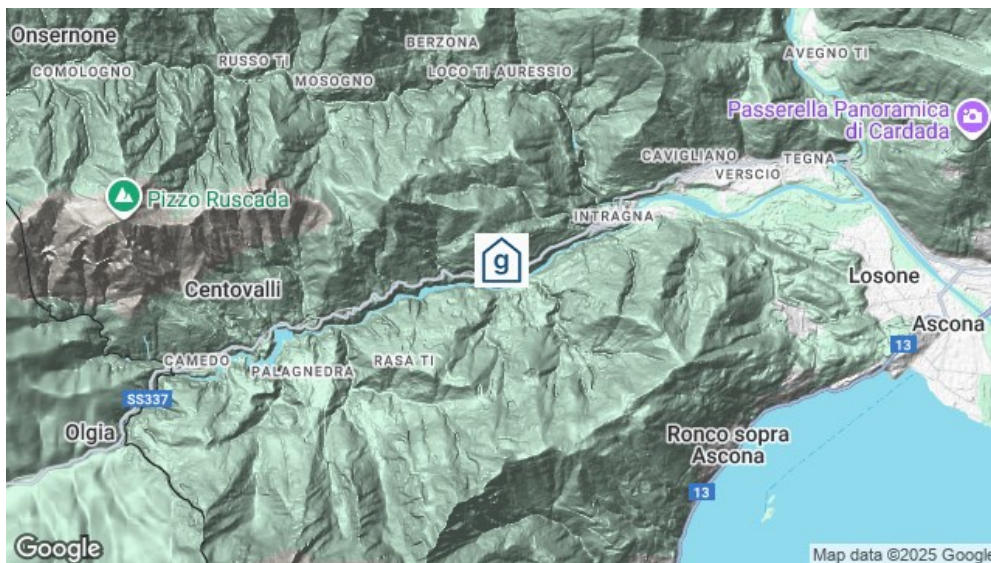 Onsernone
BERZONA
RUSSO TI
AVEGNO TI
COMOLOGNO
MOSOGNO
LOCO TI AURESSIO
Passerella Panoramica
di Cardada
CAVIGLIANO
TEGNA
VERSCIO
Pizzo Ruscada
INTRAGNA
g
Centovalli
Losone
Ascona
13
CAMEDO
PALAGNEDRA
RASA TI
SS337
Olgia
Ronco sopra
Ascona
13
Google
Map data ©2025 Google